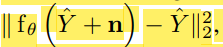 ‖ f_θ (Ŷ + n) − Ŷ‖₂²,